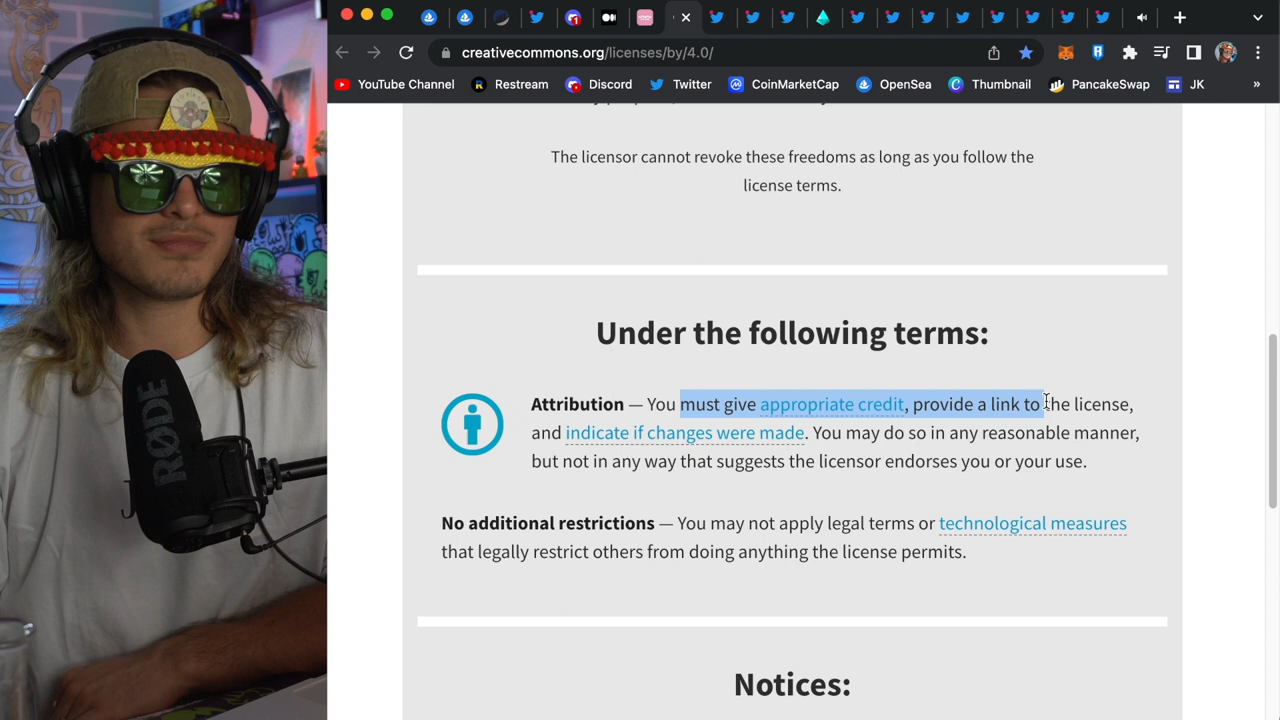 creativecommons.org/licenses/by/4.0/
YouTube Channel
Restream
Discord
Twitter
CoinMarketCap
OpenSea
Thumbnail
PancakeSwap
JK
»
The licensor cannot revoke these freedoms as long as you follow the
license terms.
Under the following terms:
Attribution — You must give appropriate credit, provide a link to the license,
and indicate if changes were made. You may do so in any reasonable manner,
but not in any way that suggests the licensor endorses you or your use.
No additional restrictions — You may not apply legal terms or technological measures
that legally restrict others from doing anything the license permits.
Notices:
RØDE